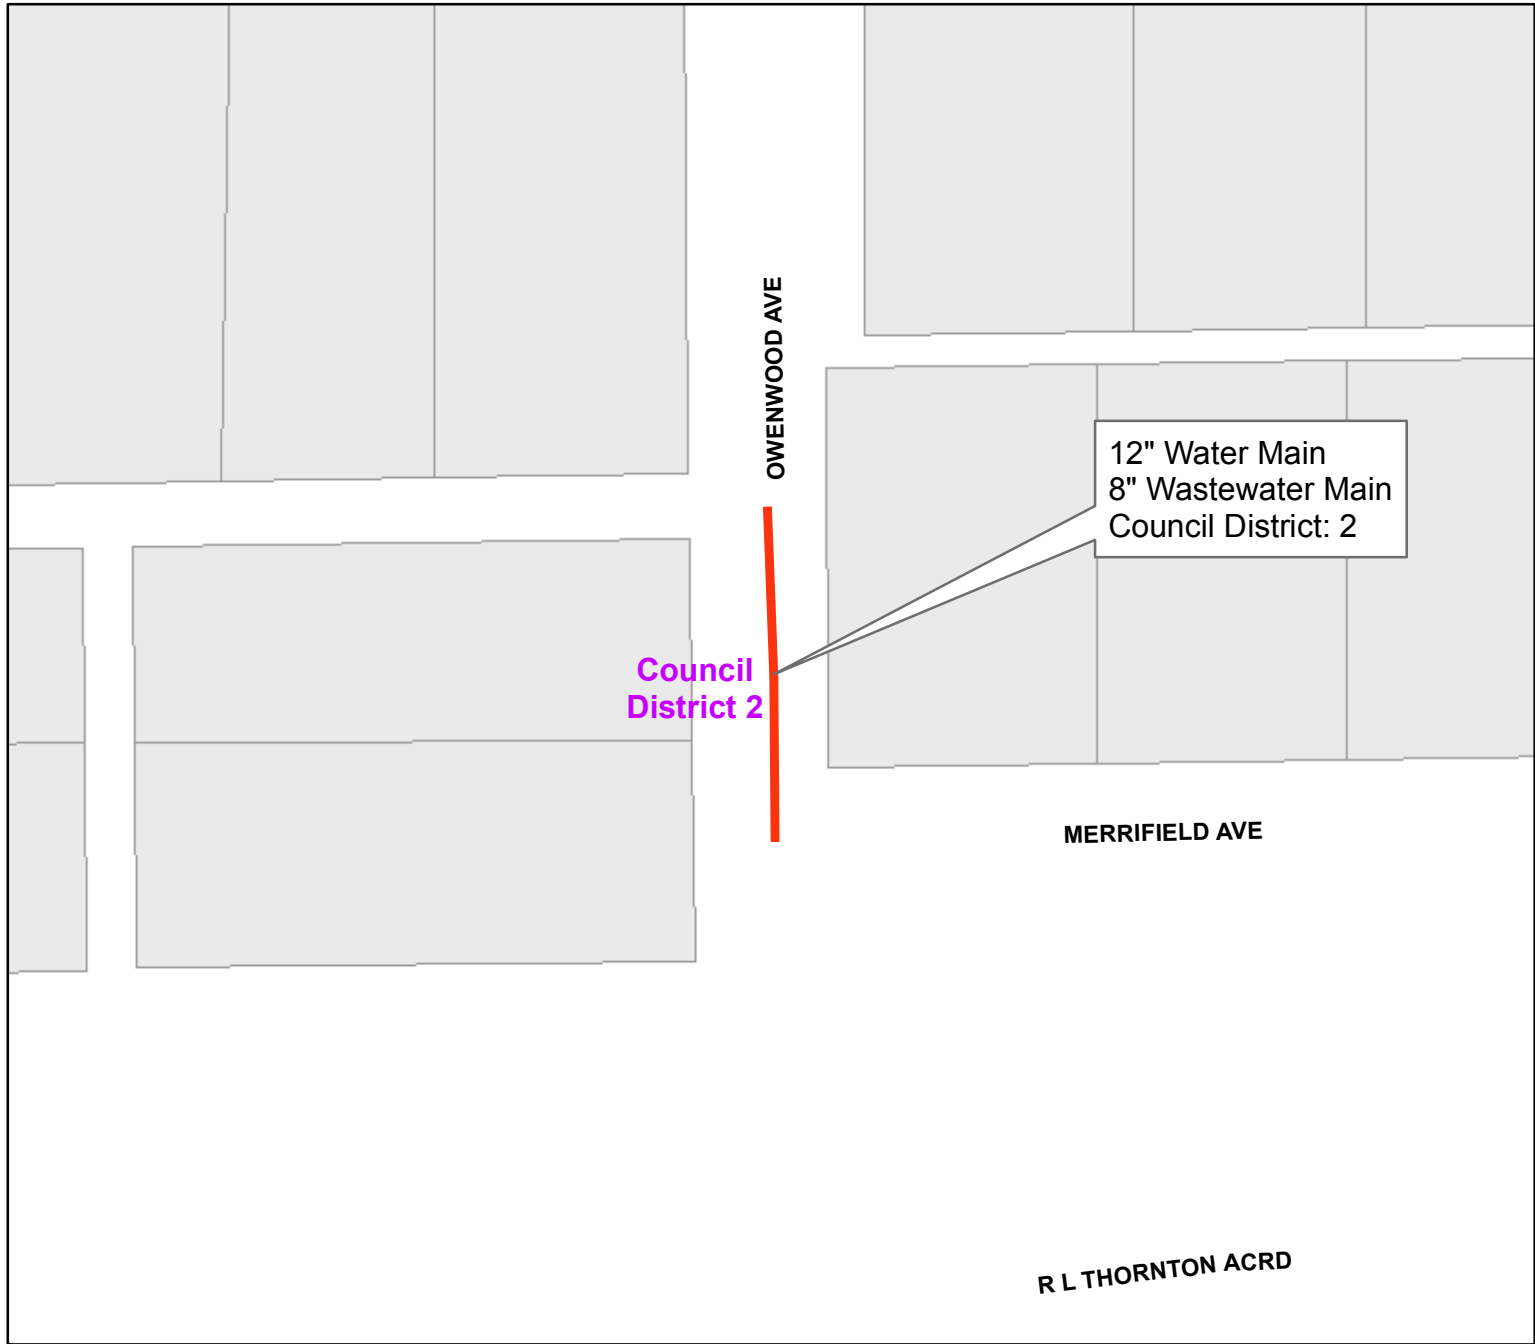 OWENWOOD AVE
12" Water Main
8" Wastewater Main
Council District: 2
Council
District 2
MERRIFIELD AVE
R L THORNTON ACRD